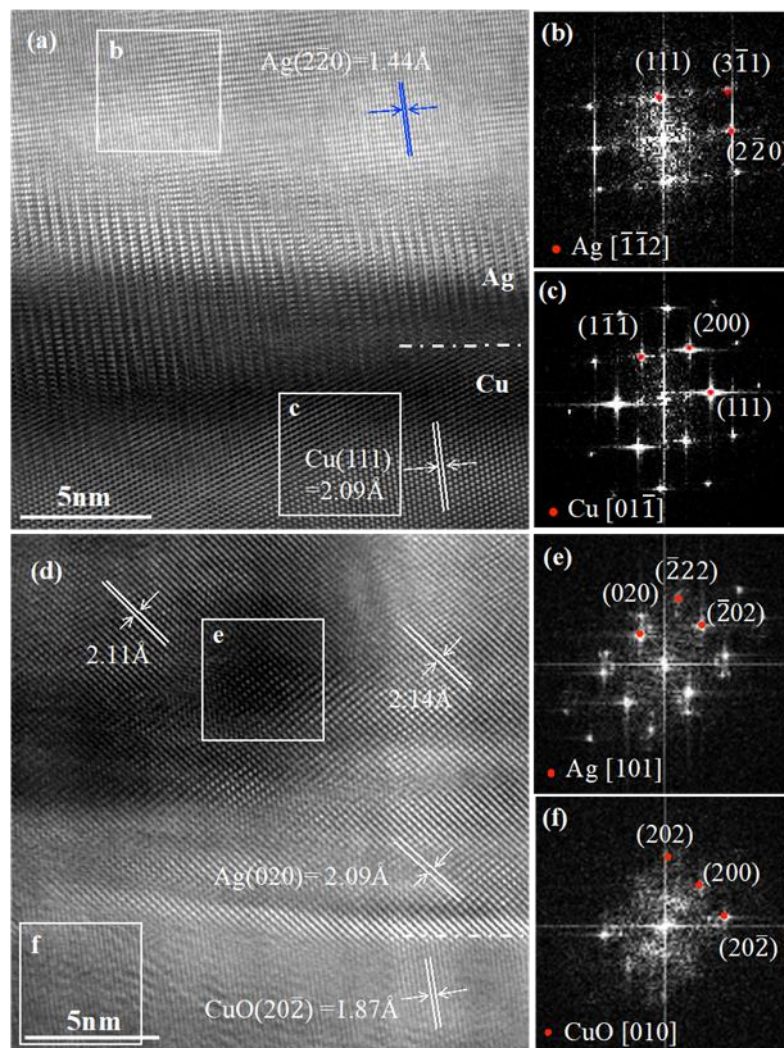 (a)
b
Ag(22̅0)=1.44Å
Ag
Cu
c
Cu(111)
=2.09Å
5nm
(b)
(111)
(31̅1)
(22̅0)
Ag [1̅1̅2]
(c)
(11̅1̅)
(200)
(111)
Cu [011̅]
(d)
e
2.11Å
2.14Å
Ag(020)=2.09Å
f
CuO(202̅)=1.87Å
5nm
(e)
(2̅22)
(020)
(2̅02)
Ag [101]
(f)
(202)
(200)
(202̅)
CuO [010]